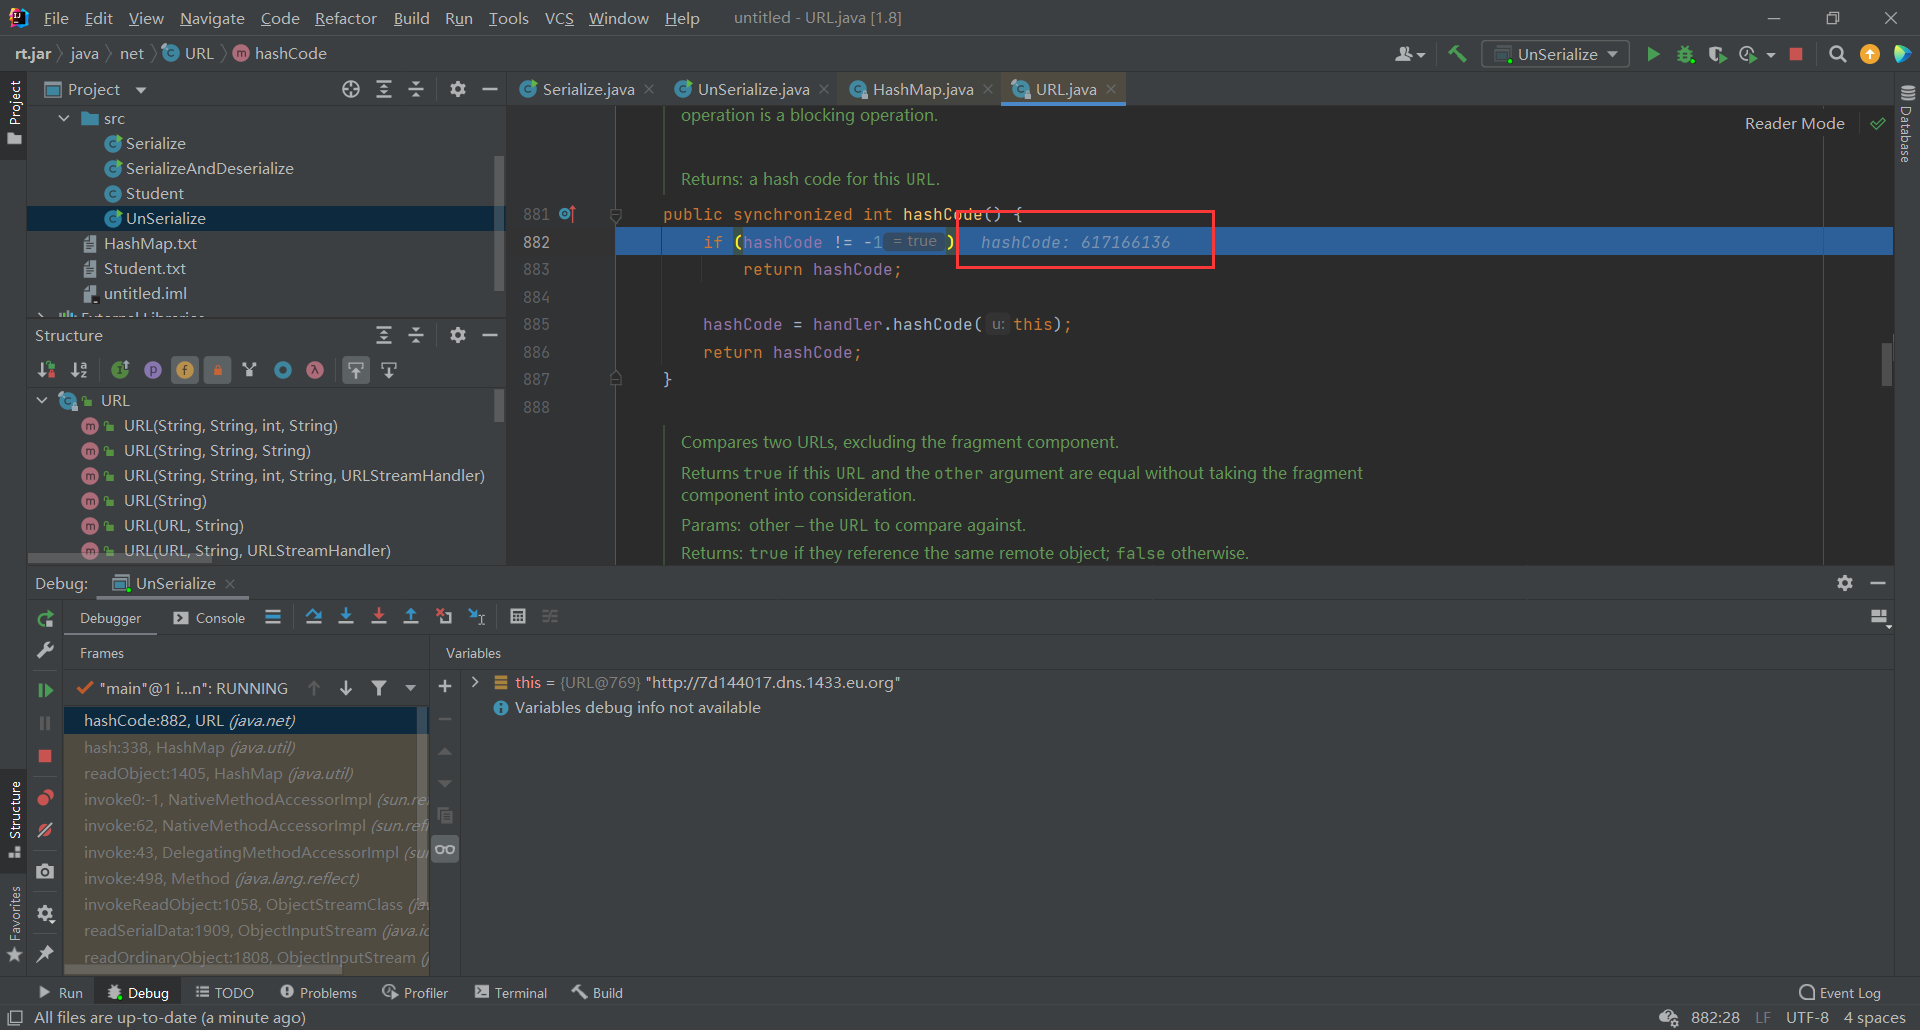 File Edit View Navigate Code Refactor Build Run Tools VCS Window Help untitled - URL.java [1.8]
rt.jar java net URL hashCode
UnSerialize
Project
Serialize.java UnSerialize.java HashMap.java URL.java
src
Serialize
SerializeAndDeserialize
Student
UnSerialize
HashMap.txt
Student.txt
untitled.iml
External Libraries
operation is a blocking operation.
Reader Mode
Returns: a hash code for this URL.
881 public synchronized int hashCode() {
882 if (hashCode != -1 = true ) hashCode: 617166136
883 return hashCode;
884
885 hashCode = handler.hashCode( u: this);
886 return hashCode;
887 }
888
Compares two URLs, excluding the fragment component.
Returns true if this URL and the other argument are equal without taking the fragment
component into consideration.
Params: other – the URL to compare against.
Returns: true if they reference the same remote object; false otherwise.
Structure
URL
URL(String, String, int, String)
URL(String, String, String)
URL(String, String, int, String, URLStreamHandler)
URL(String)
URL(URL, String)
URL(URL, String, URLStreamHandler)
Project
Structure
Favorites
Database
Debug: UnSerialize
Debugger Console
Frames
Variables
"main"@1 i...n": RUNNING
hashCode:882, URL (java.net)
hash:338, HashMap (java.util)
readObject:1405, HashMap (java.util)
invoke0:-1, NativeMethodAccessorImpl (sun.re
invoke:62, NativeMethodAccessorImpl (sun.refl
invoke:43, DelegatingMethodAccessorImpl (su
invoke:498, Method (java.lang.reflect)
invokeReadObject:1058, ObjectStreamClass (ja
readSerialData:1909, ObjectInputStream (java.io
readOrdinaryObject:1808, ObjectInputStream (
this = {URL@769} "http://7d144017.dns.1433.eu.org"
Variables debug info not available
Run Debug TODO Problems Profiler Terminal Build Event Log
All files are up-to-date (a minute ago) 882:28 LF UTF-8 4 spaces